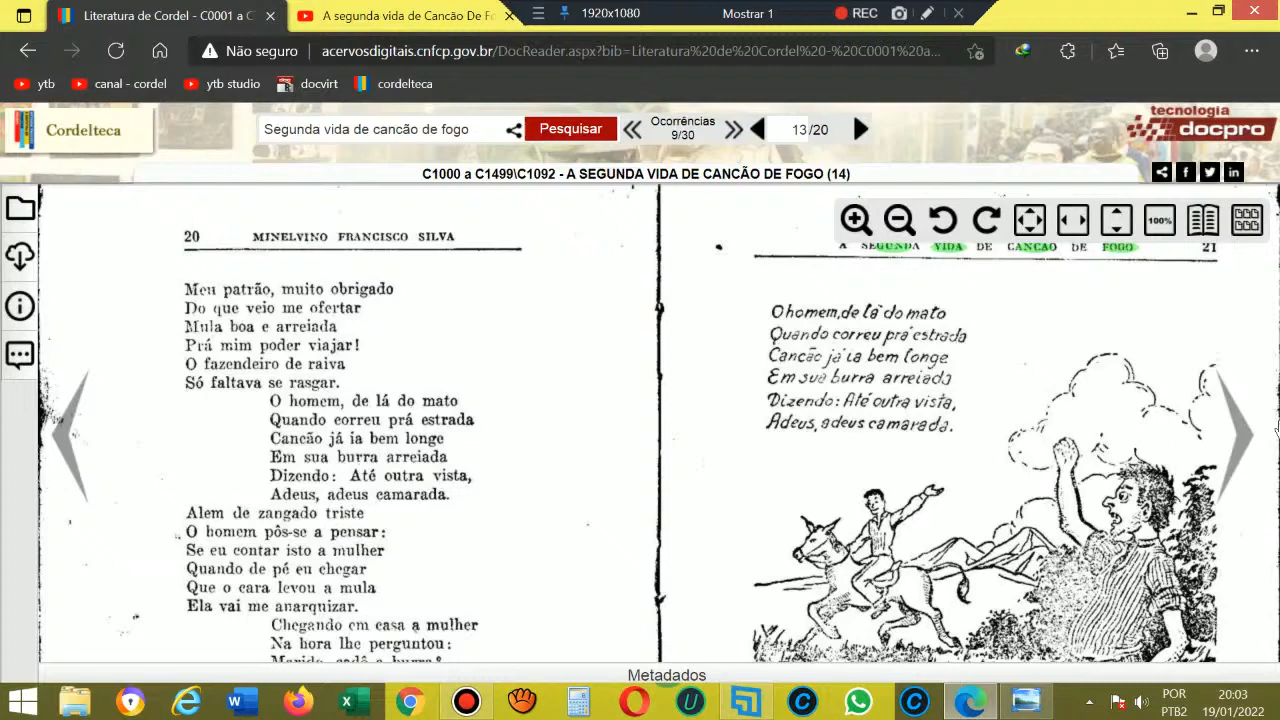 Literatura de Cordel - C0001 a C
A segunda vida de Cancão De Fo
1920x1080
Mostrar 1
REC
Não seguro
acervosdigitais.cnfcp.gov.br/DocReader.aspx?bib=Literatura%20de%20Cordel%20-%20C0001%20a...
ytb
canal - cordel
ytb studio
docvirt
cordelteca
Cordelteca
Segunda vida de cancão de fogo
Pesquisar
Ocorrências
9/30
13/20
tecnologia
docpro
C1000 a C1499\C1092 - A SEGUNDA VIDA DE CANCÃO DE FOGO (14)
100%
20 MINELVINO FRANCISCO SILVA
Meu patrão, muito obrigado
Do que veio me ofertar
Mula boa e arreiada
Prá mim poder viajar!
O fazendeiro de raiva
Só faltava se rasgar.
O homem, de lá do mato
Quando correu prá estrada
Cancão já ia bem longe
Em sua burra arreiada
Dizendo: Até outra vista,
Adeus, adeus camarada.
Alem de zangado triste
O homem pôs-se a pensar:
Se eu contar isto a mulher
Quando de pé eu chegar
Que o cara levou a mula
Ela vai me anarquizar.
Chegando em casa a mulher
Na hora lhe perguntou:
Marido, cadê a burra?
A SEGUNDA VIDA DE CANCAO DE FOGO 21
O homem, de lá do mato
Quando correu prá estrada
Cancão já ia bem longe
Em sua burra arreiada
Dizendo: Até outra vista,
Adeus, adeus camarada.
Metadados
POR
PTB2
20:03
19/01/2022